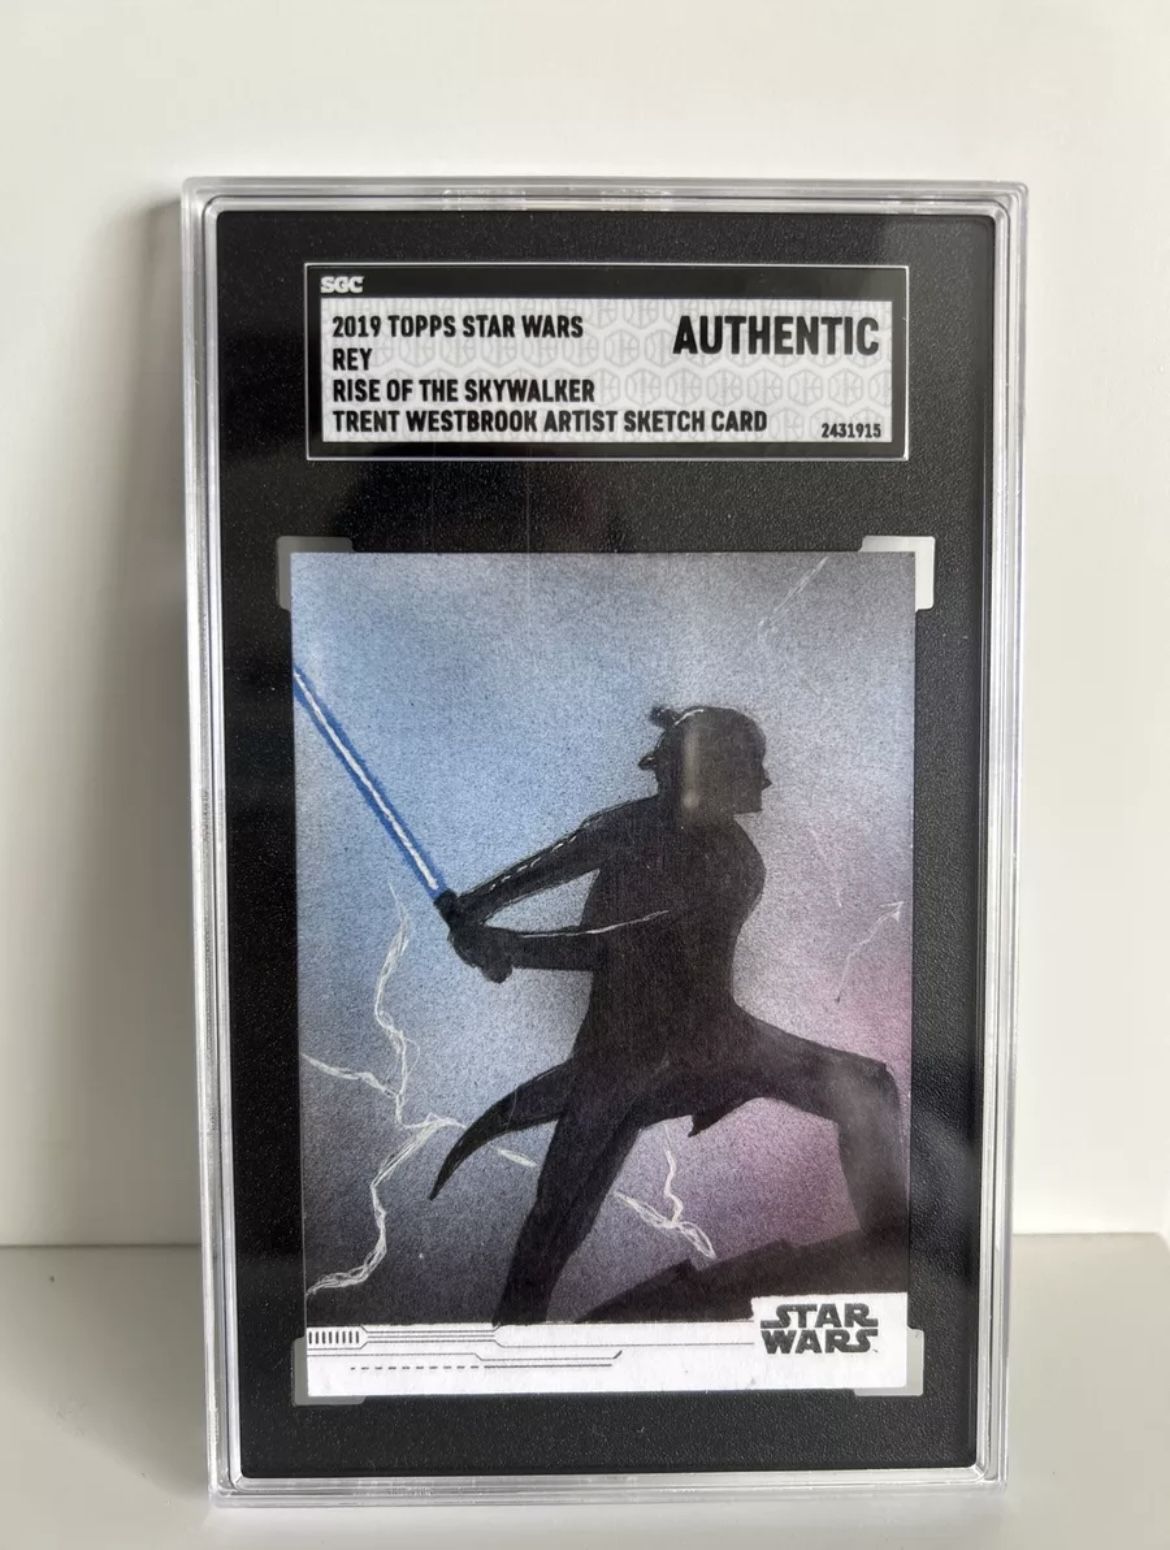 SGC
2019 TOPPS STAR WARS
AUTHENTIC
REY
RISE OF THE SKYWALKER
TRENT WESTBROOK ARTIST SKETCH CARD
2431915
STAR
WARS